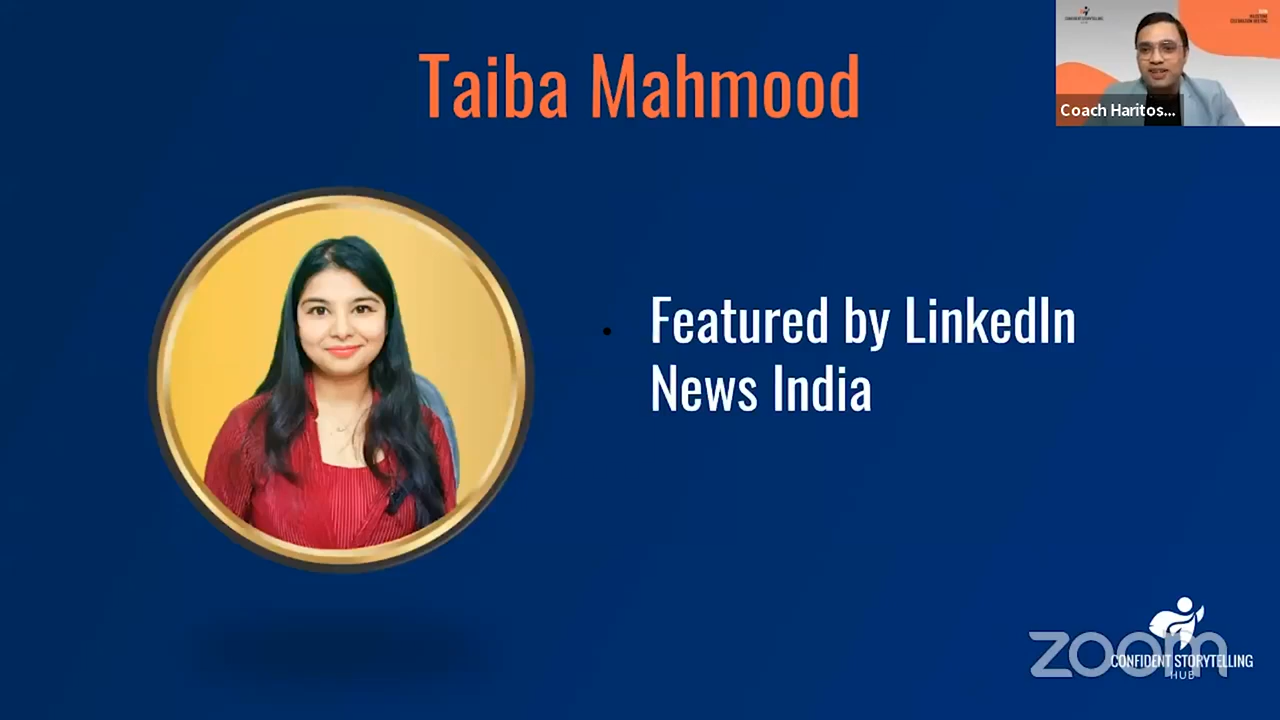 Taiba Mahmood
Coach Haritos...
Featured by LinkedIn
News India
zoom
CONFIDENT STORYTELLING
HUB